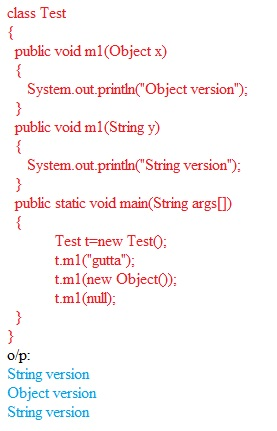 class Test
{
public void m1(Object x)
{
System.out.println("Object version");
}
public void m1(String y)
{
System.out.println("String version");
}
public static void main(String args[])
{
Test t=new Test();
t.m1("gutta");
t.m1(new Object());
t.m1(null);
}
}
o/p:
String version
Object version
String version